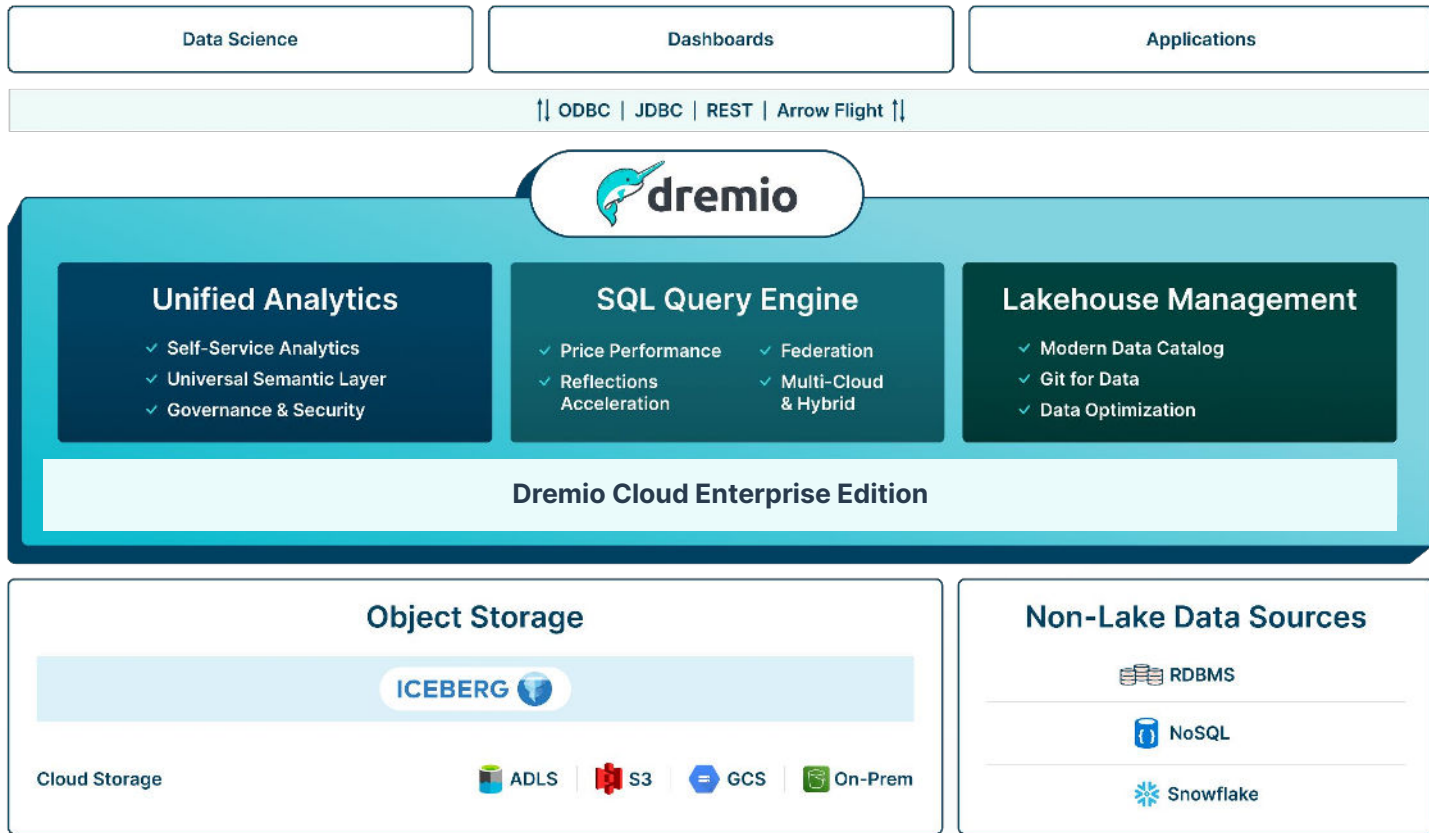 Data Science
Dashboards
Applications
ODBC | JDBC | REST | Arrow Flight
dremio
Unified Analytics
Self-Service Analytics
Universal Semantic Layer
Governance & Security
SQL Query Engine
Price Performance
Reflections
Acceleration
Federation
Multi-Cloud
& Hybrid
Lakehouse Management
Modern Data Catalog
Git for Data
Data Optimization
Dremio Cloud Enterprise Edition
Object Storage
ICEBERG
Cloud Storage
ADLS
S3
GCS
On-Prem
Non-Lake Data Sources
RDBMS
NoSQL
Snowflake